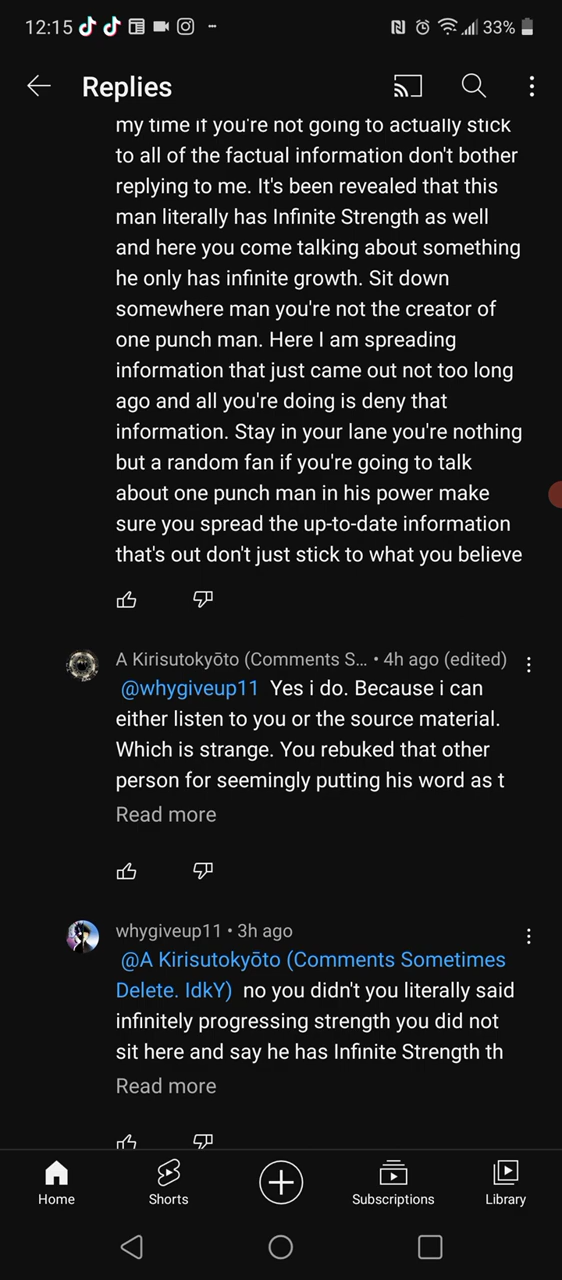 12:15 33%
Replies
my time if you're not going to actually stick
to all of the factual information don't bother
replying to me. It's been revealed that this
man literally has Infinite Strength as well
and here you come talking about something
he only has infinite growth. Sit down
somewhere man you're not the creator of
one punch man. Here I am spreading
information that just came out not too long
ago and all you're doing is deny that
information. Stay in your lane you're nothing
but a random fan if you're going to talk
about one punch man in his power make
sure you spread the up-to-date information
that's out don't just stick to what you believe
A Kirisutokyōto (Comments S... • 4h ago (edited)
@whygiveup11 Yes i do. Because i can
either listen to you or the source material.
Which is strange. You rebuked that other
person for seemingly putting his word as t
Read more
whygiveup11 • 3h ago
@A Kirisutokyōto (Comments Sometimes
Delete. IdkY) no you didn't you literally said
infinitely progressing strength you did not
sit here and say he has Infinite Strength th
Read more
Home Shorts Subscriptions Library